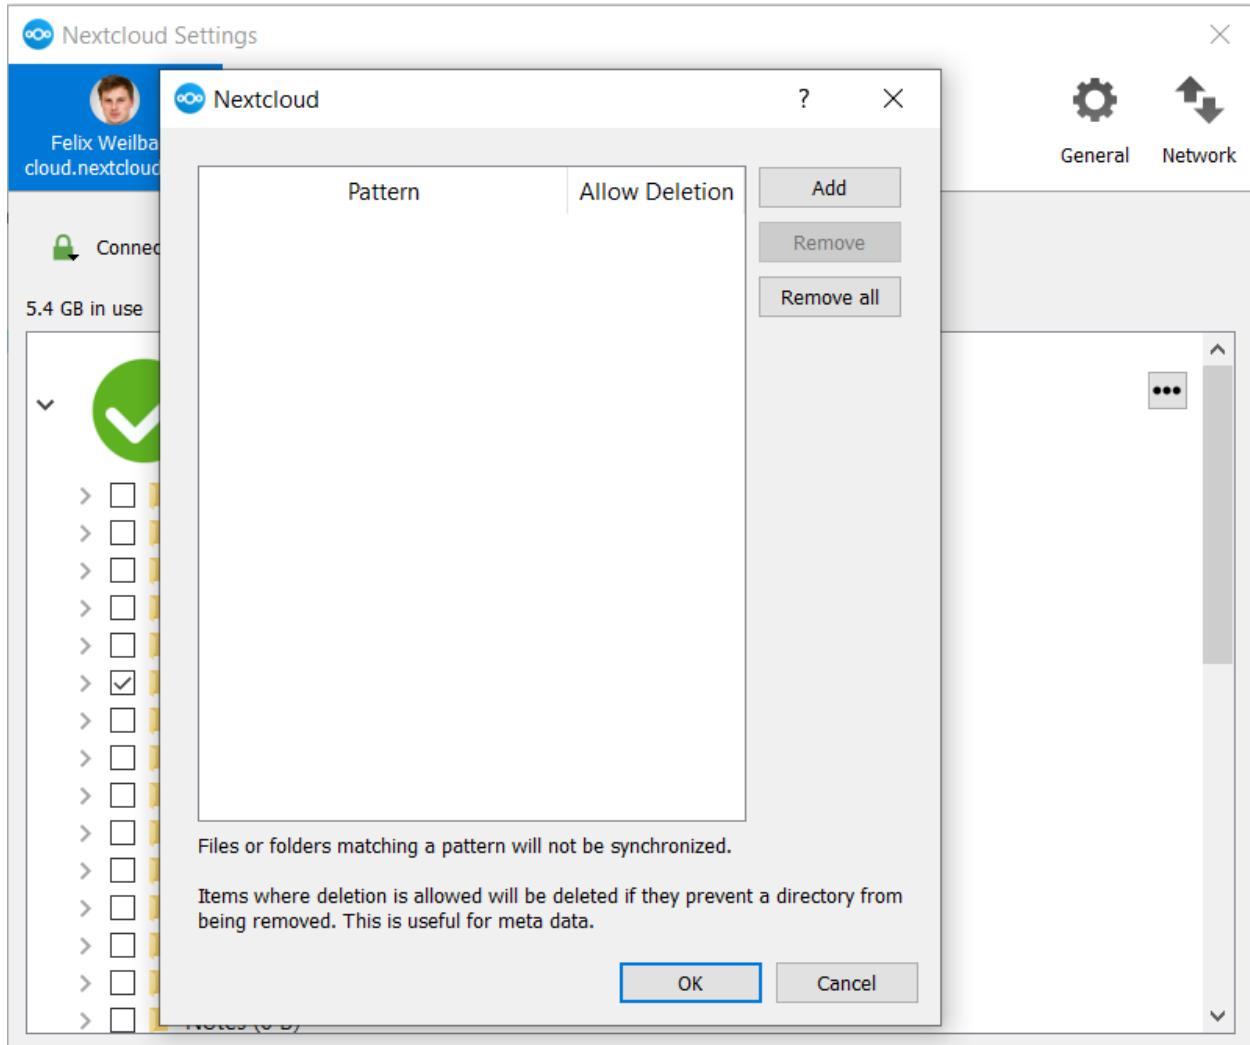 Nextcloud Settings
Felix Weilba
cloud.nextcloud
General
Network
Connec
5.4 GB in use
Nextcloud
?
Pattern
Allow Deletion
Add
Remove
Remove all
Files or folders matching a pattern will not be synchronized.
Items where deletion is allowed will be deleted if they prevent a directory from
being removed. This is useful for meta data.
OK
Cancel